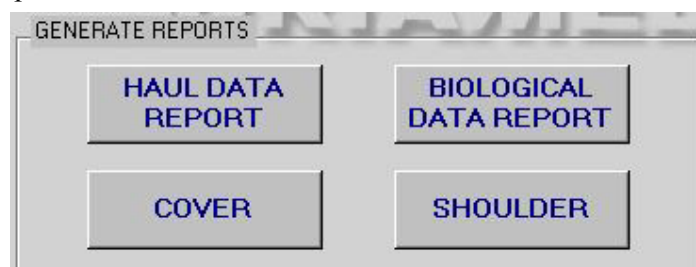 GENERATE REPORTS
HAUL DATA
REPORT
BIOLOGICAL
DATA REPORT
COVER
SHOULDER